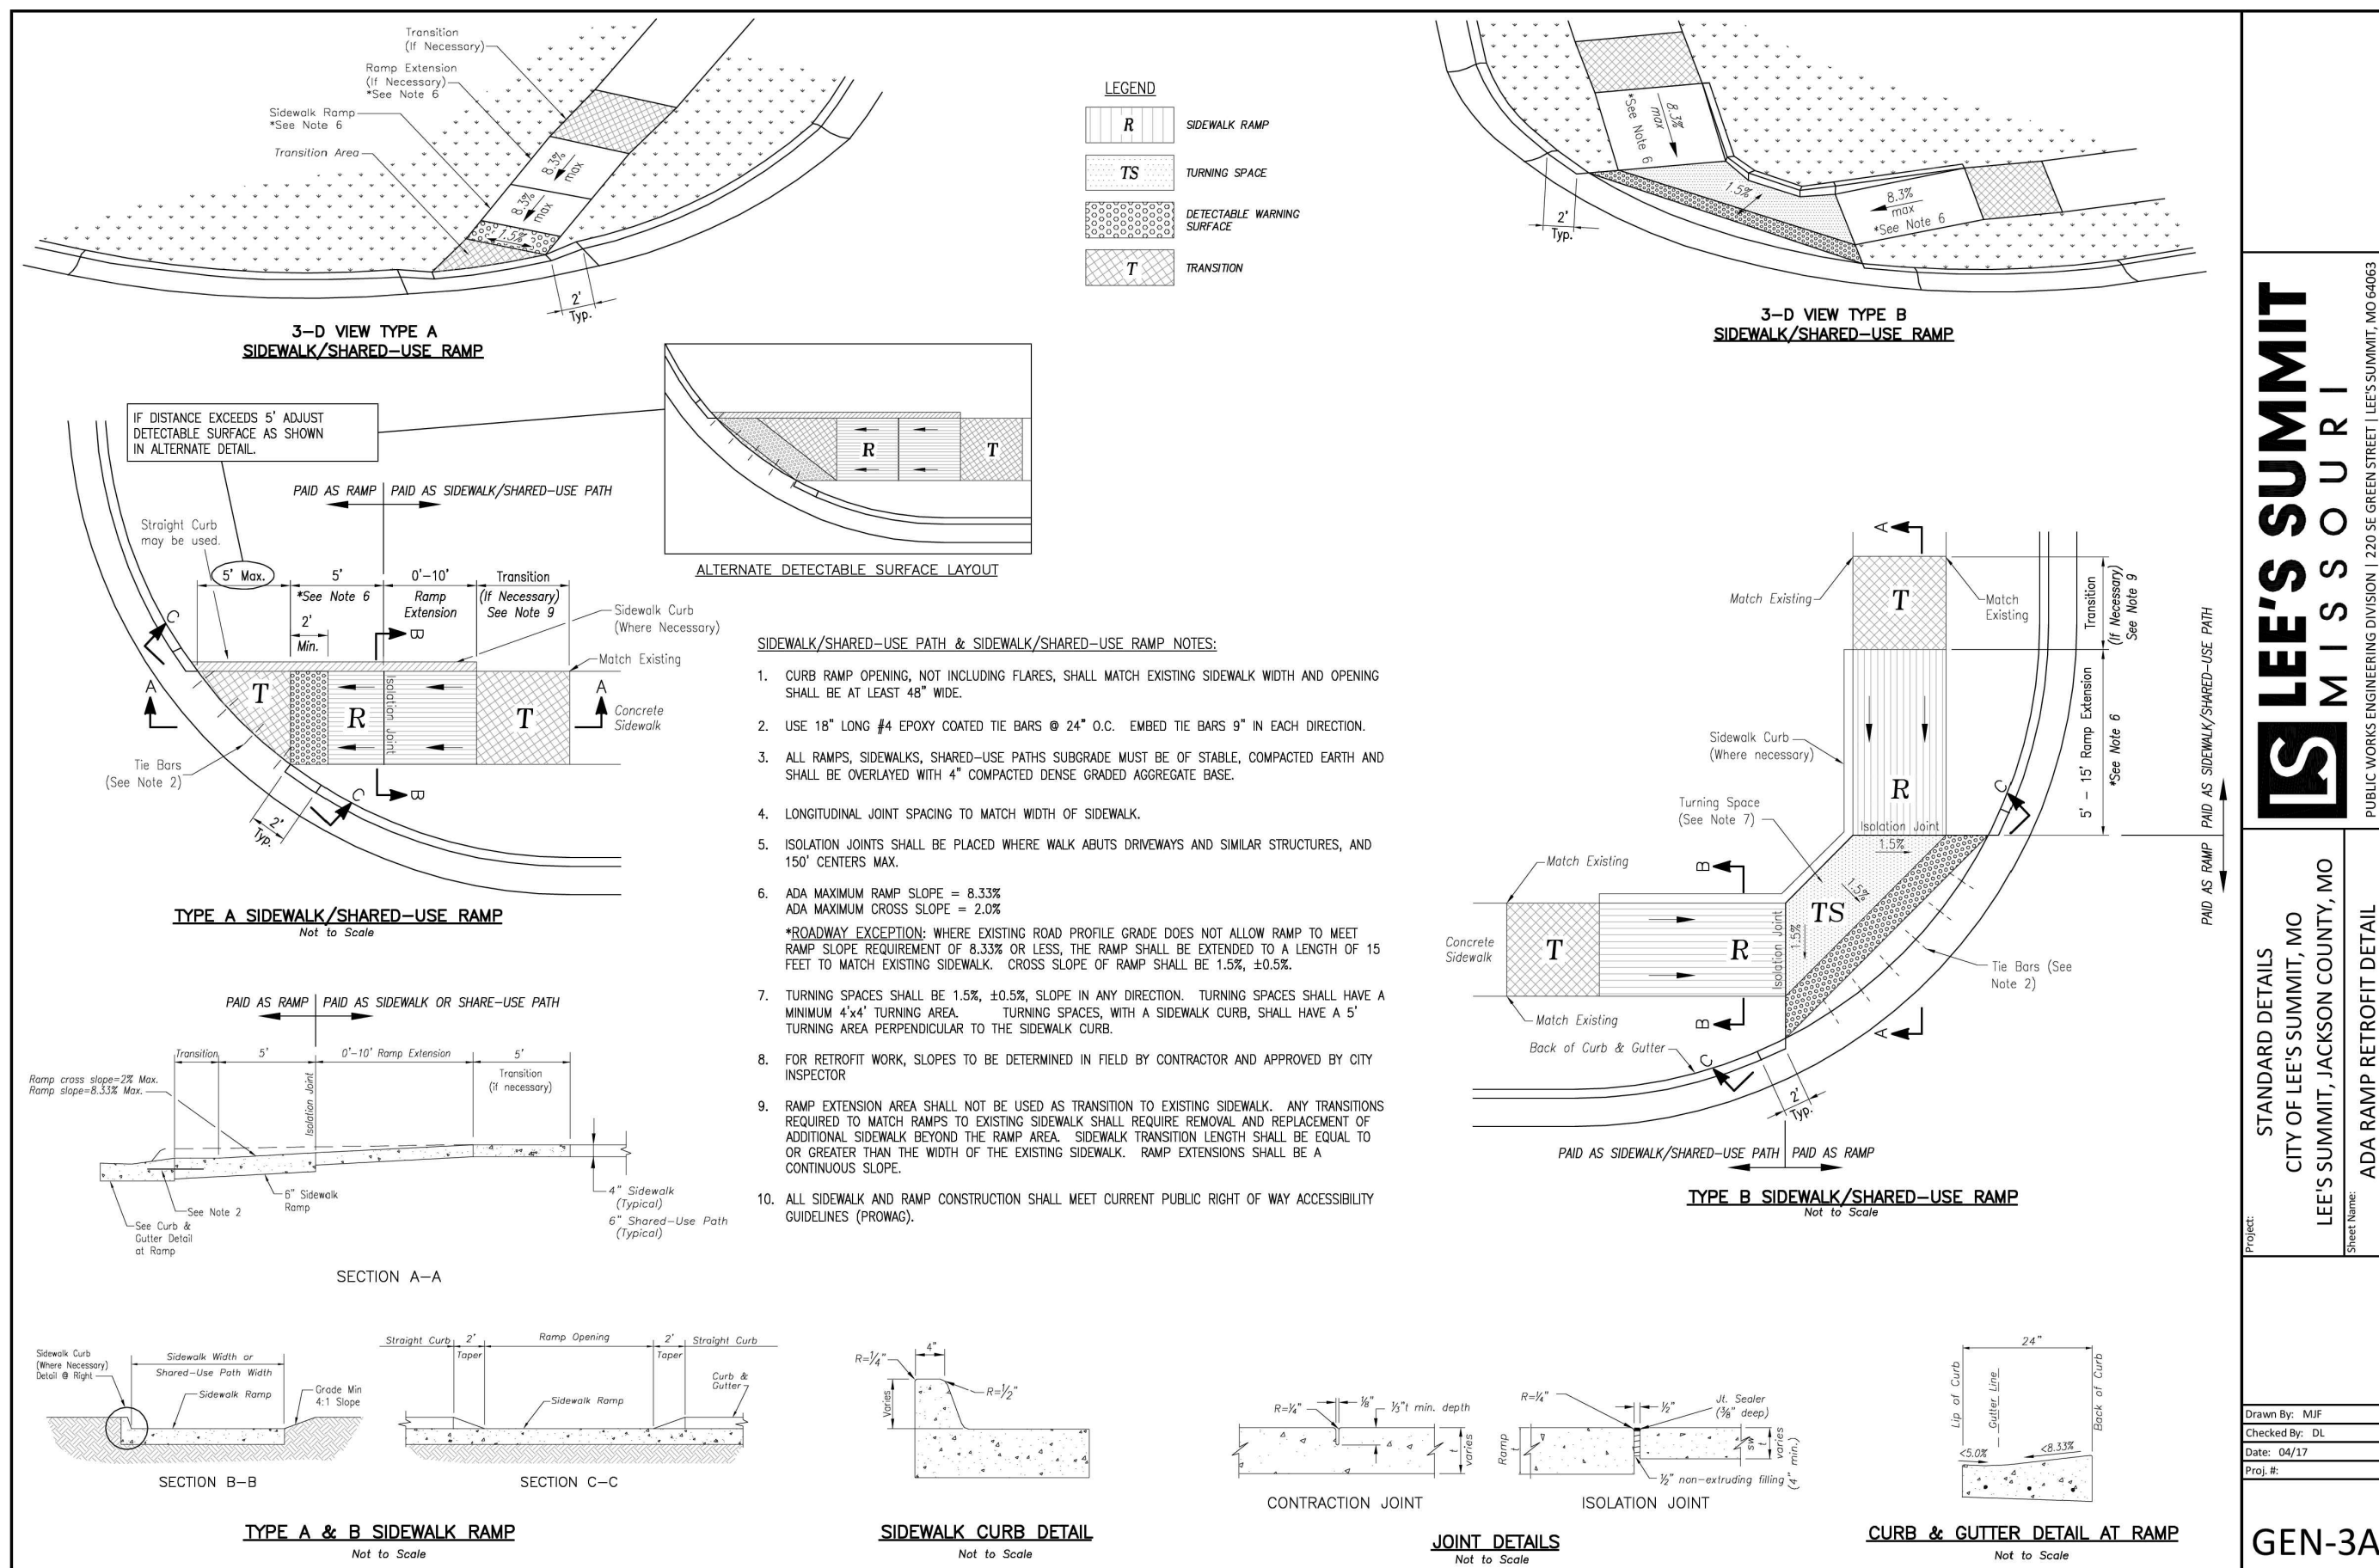 Transition
(If Necessary)
Ramp Extension
(If Necessary)
*See Note 6
Sidewalk Ramp
*See Note 6
Transition Area
8.3%
max
8.3%
max
1.5%
2'
Typ.
3-D VIEW TYPE A
SIDEWALK/SHARED-USE RAMP
LEGEND
R
SIDEWALK RAMP
TS
TURNING SPACE
DETECTABLE WARNING
SURFACE
T
TRANSITION
*See Note 6
8.3%
max
1.5%
8.3%
max
*See Note 6
2'
Typ.
3-D VIEW TYPE B
SIDEWALK/SHARED-USE RAMP
IF DISTANCE EXCEEDS 5' ADJUST
DETECTABLE SURFACE AS SHOWN
IN ALTERNATE DETAIL.
R
T
ALTERNATE DETECTABLE SURFACE LAYOUT
PAID AS RAMP
PAID AS SIDEWALK/SHARED-USE PATH
Straight Curb
may be used.
5' Max.
5'
*See Note 6
2'
Min.
0'-10'
Ramp
Extension
Transition
(If Necessary)
See Note 9
Sidewalk Curb
(Where Necessary)
Match Existing
Concrete
Sidewalk
C
A
B
A
T
R
Isolation Joint
T
Tie Bars
(See Note 2)
C
B
2'
Typ.
TYPE A SIDEWALK/SHARED-USE RAMP
Not to Scale
PAID AS RAMP
PAID AS SIDEWALK OR SHARE-USE PATH
Transition
5'
0'-10' Ramp Extension
5'
Transition
(if necessary)
Ramp cross slope=2% Max.
Ramp slope=8.33% Max.
Isolation Joint
6" Sidewalk
Ramp
See Note 2
See Curb &
Gutter Detail
at Ramp
4" Sidewalk
(Typical)
6" Shared-Use Path
(Typical)
SECTION A-A
SIDEWALK/SHARED-USE PATH & SIDEWALK/SHARED-USE RAMP NOTES:
1. CURB RAMP OPENING, NOT INCLUDING FLARES, SHALL MATCH EXISTING SIDEWALK WIDTH AND OPENING
SHALL BE AT LEAST 48" WIDE.
2. USE 18" LONG #4 EPOXY COATED TIE BARS @ 24" O.C. EMBED TIE BARS 9" IN EACH DIRECTION.
3. ALL RAMPS, SIDEWALKS, SHARED-USE PATHS SUBGRADE MUST BE OF STABLE, COMPACTED EARTH AND
SHALL BE OVERLAYED WITH 4" COMPACTED DENSE GRADED AGGREGATE BASE.
4. LONGITUDINAL JOINT SPACING TO MATCH WIDTH OF SIDEWALK.
5. ISOLATION JOINTS SHALL BE PLACED WHERE WALK ABUTS DRIVEWAYS AND SIMILAR STRUCTURES, AND
150' CENTERS MAX.
6. ADA MAXIMUM RAMP SLOPE = 8.33%
ADA MAXIMUM CROSS SLOPE = 2.0%
*ROADWAY EXCEPTION: WHERE EXISTING ROAD PROFILE GRADE DOES NOT ALLOW RAMP TO MEET
RAMP SLOPE REQUIREMENT OF 8.33% OR LESS, THE RAMP SHALL BE EXTENDED TO A LENGTH OF 15
FEET TO MATCH EXISTING SIDEWALK. CROSS SLOPE OF RAMP SHALL BE 1.5%, ±0.5%.
7. TURNING SPACES SHALL BE 1.5%, ±0.5%, SLOPE IN ANY DIRECTION. TURNING SPACES SHALL HAVE A
MINIMUM 4'x4' TURNING AREA. TURNING SPACES, WITH A SIDEWALK CURB, SHALL HAVE A 5'
TURNING AREA PERPENDICULAR TO THE SIDEWALK CURB.
8. FOR RETROFIT WORK, SLOPES TO BE DETERMINED IN FIELD BY CONTRACTOR AND APPROVED BY CITY
INSPECTOR
9. RAMP EXTENSION AREA SHALL NOT BE USED AS TRANSITION TO EXISTING SIDEWALK. ANY TRANSITIONS
REQUIRED TO MATCH RAMPS TO EXISTING SIDEWALK SHALL REQUIRE REMOVAL AND REPLACEMENT OF
ADDITIONAL SIDEWALK BEYOND THE RAMP AREA. SIDEWALK TRANSITION LENGTH SHALL BE EQUAL TO
OR GREATER THAN THE WIDTH OF THE EXISTING SIDEWALK. RAMP EXTENSIONS SHALL BE A
CONTINUOUS SLOPE.
10. ALL SIDEWALK AND RAMP CONSTRUCTION SHALL MEET CURRENT PUBLIC RIGHT OF WAY ACCESSIBILITY
GUIDELINES (PROWAG).
A
Match Existing
T
Match
Existing
Transition
(If Necessary)
See Note 9
Sidewalk Curb
(Where necessary)
5' - 15' Ramp Extension
*See Note 6
PAID AS SIDEWALK/SHARED-USE PATH
PAID AS RAMP
R
C
Turning Space
(See Note 7)
Isolation Joint
1.5%
Match Existing
B
1.5%
TS
1.5%
Concrete
Sidewalk
T
R
Isolation Joint
Tie Bars (See
Note 2)
Match Existing
B
A
Back of Curb & Gutter
C
2'
Typ.
PAID AS SIDEWALK/SHARED-USE PATH
PAID AS RAMP
TYPE B SIDEWALK/SHARED-USE RAMP
Not to Scale
Sidewalk Curb
(Where Necessary)
Detail @ Right
Sidewalk Width or
Shared-Use Path Width
Sidewalk Ramp
Grade Min
4:1 Slope
SECTION B-B
Straight Curb
2'
Taper
Ramp Opening
2'
Taper
Straight Curb
Curb &
Gutter
Sidewalk Ramp
SECTION C-C
TYPE A & B SIDEWALK RAMP
Not to Scale
4"
R=¼"
R=½"
Varies
SIDEWALK CURB DETAIL
Not to Scale
R=¼"
⅛"
⅓"t min. depth
t
varies
CONTRACTION JOINT
R=¼"
½"
Jt. Sealer
(⅜" deep)
Ramp
t
SW t
varies
(4" min.)
½" non-extruding filling
ISOLATION JOINT
JOINT DETAILS
Not to Scale
24"
Lip of Curb
Gutter Line
Back of Curb
<5.0%
<8.33%
CURB & GUTTER DETAIL AT RAMP
Not to Scale
LS
LEE'S SUMMIT
MISSOURI
PUBLIC WORKS ENGINEERING DIVISION | 220 SE GREEN STREET | LEE'S SUMMIT, MO 64063
Project:
STANDARD DETAILS
CITY OF LEE'S SUMMIT, MO
LEE'S SUMMIT, JACKSON COUNTY, MO
Sheet Name:
ADA RAMP RETROFIT DETAIL
Drawn By: MJF
Checked By: DL
Date: 04/17
Proj. #:
GEN-3A